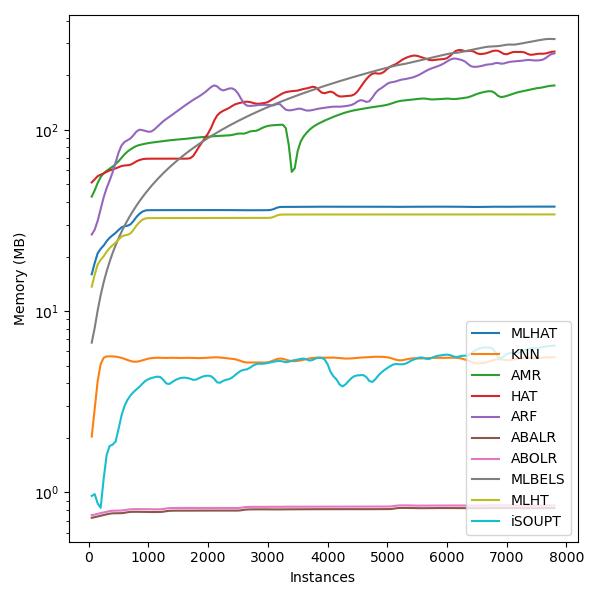 Memory (MB)
10²
10¹
10⁰
0 1000 2000 3000 4000 5000 6000 7000 8000
Instances
MLHAT
KNN
AMR
HAT
ARF
ABALR
ABOLR
MLBELS
MLHT
iSOUPT